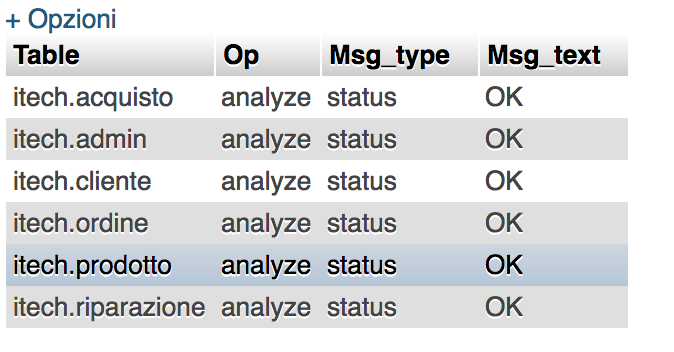 + Opzioni
Table Op Msg_type Msg_text
itech.acquisto analyze status OK
itech.admin analyze status OK
itech.cliente analyze status OK
itech.ordine analyze status OK
itech.prodotto analyze status OK
itech.riparazione analyze status OK